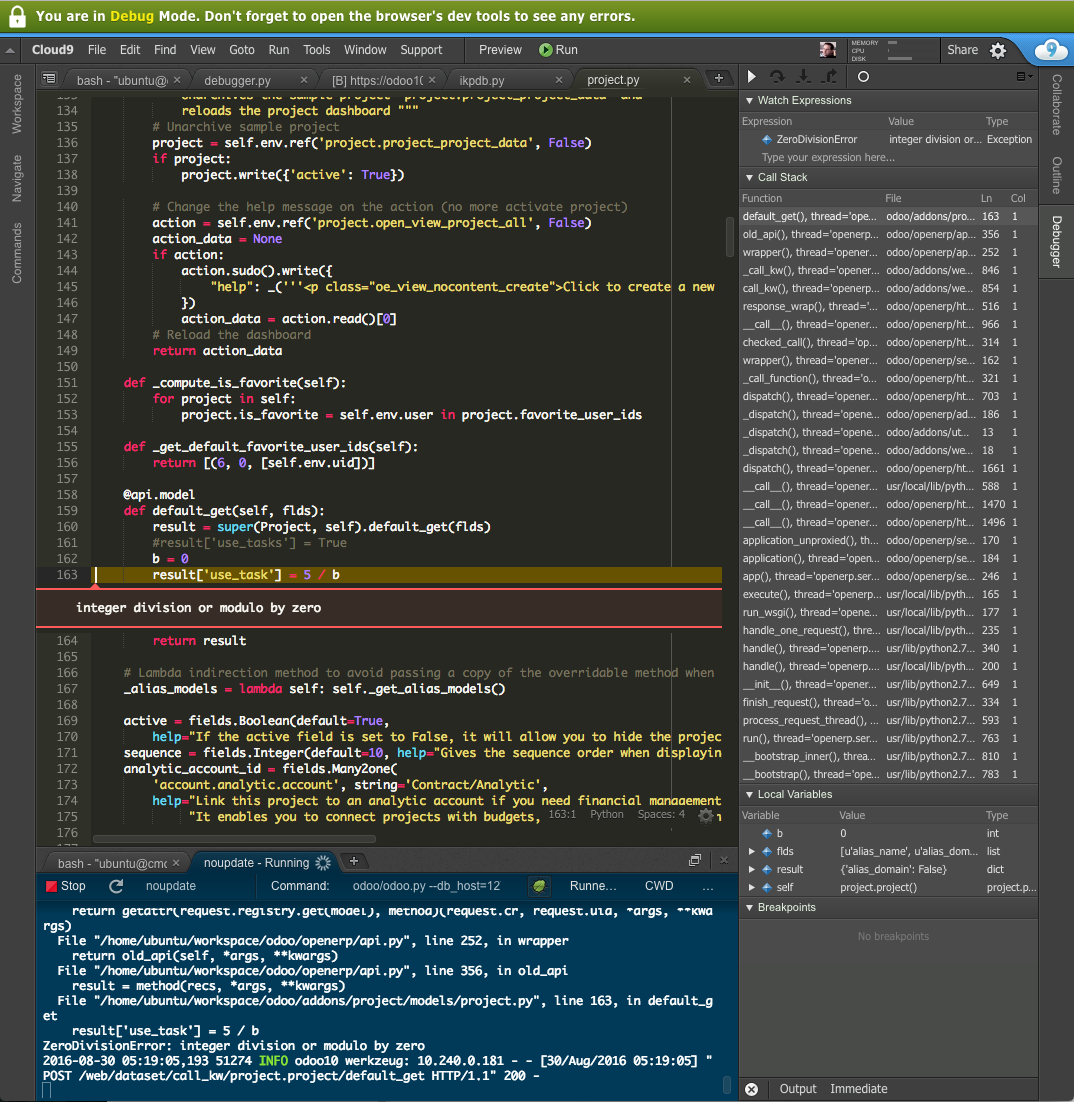 You are in Debug Mode. Don't forget to open the browser's dev tools to see any errors.
Cloud9 File Edit Find View Goto Run Tools Window Support Preview Run MEMORY CPU DISK Share 9
Workspace
Navigate
Commands
bash - "ubuntu@ × debugger.py × [B] https://odoo10 × ikpdb.py × project.py ×
134 reloads the project dashboard """
135 # Unarchive sample project
136 project = self.env.ref('project.project_project_data', False)
137 if project:
138 project.write({'active': True})
139
140 # Change the help message on the action (no more activate project)
141 action = self.env.ref('project.open_view_project_all', False)
142 action_data = None
143 if action:
144 action.sudo().write({
145 "help": _('''<p class="oe_view_nocontent_create">Click to create a new
146 })
147 action_data = action.read()[0]
148 # Reload the dashboard
149 return action_data
150
151 def _compute_is_favorite(self):
152 for project in self:
153 project.is_favorite = self.env.user in project.favorite_user_ids
154
155 def _get_default_favorite_user_ids(self):
156 return [(6, 0, [self.env.uid])]
157
158 @api.model
159 def default_get(self, flds):
160 result = super(Project, self).default_get(flds)
161 #result['use_tasks'] = True
162 b = 0
163 result['use_task'] = 5 / b
integer division or modulo by zero
164 return result
165
166 # Lambda indirection method to avoid passing a copy of the overridable method when
167 _alias_models = lambda self: self._get_alias_models()
168
169 active = fields.Boolean(default=True,
170 help="If the active field is set to False, it will allow you to hide the projec
171 sequence = fields.Integer(default=10, help="Gives the sequence order when displayin
172 analytic_account_id = fields.Many2one(
173 'account.analytic.account', string='Contract/Analytic',
174 help="Link this project to an analytic account if you need financial management
175 "It enables you to connect projects with budgets, 163:1 Python Spaces: 4 n
176
bash - "ubuntu@cmd × noupdate - Running
Stop noupdate Command: odoo/odoo.py --db_host=12 Runne... CWD ...
return getattr(request.registry.get(model), method)(request.cr, request.uid, *args, **kwa
rgs)
File "/home/ubuntu/workspace/odoo/openerp/api.py", line 252, in wrapper
return old_api(self, *args, **kwargs)
File "/home/ubuntu/workspace/odoo/openerp/api.py", line 356, in old_api
result = method(recs, *args, **kwargs)
File "/home/ubuntu/workspace/odoo/addons/project/models/project.py", line 163, in default_g
et
result['use_task'] = 5 / b
ZeroDivisionError: integer division or modulo by zero
2016-08-30 05:19:05,193 51274 INFO odoo10 werkzeug: 10.240.0.181 - - [30/Aug/2016 05:19:05] "
POST /web/dataset/call_kw/project.project/default_get HTTP/1.1" 200 -
Watch Expressions
Expression Value Type
ZeroDivisionError integer division or... Exception
Type your expression here...
Call Stack
Function File Ln Col
default_get(), thread='ope... odoo/addons/pro... 163 1
old_api(), thread='openerp... odoo/openerp/ap... 356 1
wrapper(), thread='openerp... odoo/openerp/ap... 252 1
_call_kw(), thread='opener... odoo/addons/we... 846 1
call_kw(), thread='openerp... odoo/addons/we... 854 1
response_wrap(), thread='... odoo/openerp/ht... 516 1
__call__(), thread='openerp... odoo/openerp/ht... 966 1
checked_call(), thread='op... odoo/openerp/ht... 314 1
wrapper(), thread='openerp... odoo/openerp/se... 162 1
_call_function(), thread='o... odoo/openerp/ht... 321 1
dispatch(), thread='opener... odoo/openerp/ht... 703 1
_dispatch(), thread='opene... odoo/openerp/ad... 186 1
_dispatch(), thread='opene... odoo/addons/ut... 13 1
_dispatch(), thread='opene... odoo/addons/we... 18 1
dispatch(), thread='openerp... odoo/openerp/ht... 1661 1
__call__(), thread='openerp... usr/local/lib/pyth... 588 1
__call__(), thread='openerp... odoo/openerp/ht... 1470 1
__call__(), thread='openerp... odoo/openerp/ht... 1496 1
application_unproxied(), th... odoo/openerp/se... 170 1
application(), thread='open... odoo/openerp/se... 184 1
app(), thread='openerp.ser... odoo/openerp/se... 246 1
execute(), thread='openerp... usr/local/lib/pyth... 165 1
run_wsgi(), thread='opene... usr/local/lib/pyth... 177 1
handle_one_request(), thre... usr/local/lib/pyth... 235 1
handle(), thread='openerp.... usr/lib/python2.7... 340 1
handle(), thread='openerp.... usr/local/lib/pyth... 200 1
__init__(), thread='openerp... usr/lib/python2.7... 649 1
finish_request(), thread='o... usr/lib/python2.7... 334 1
process_request_thread(), ... usr/lib/python2.7... 593 1
run(), thread='openerp.ser... usr/lib/python2.7... 763 1
__bootstrap_inner(), threa... usr/lib/python2.7... 810 1
__bootstrap(), thread='ope... usr/lib/python2.7... 783 1
Local Variables
Variable Value Type
b 0 int
flds [u'alias_name', u'alias_dom... list
result {'alias_domain': False} dict
self project.project() project.p...
Breakpoints
No breakpoints
Output Immediate
Collaborate
Outline
Debugger